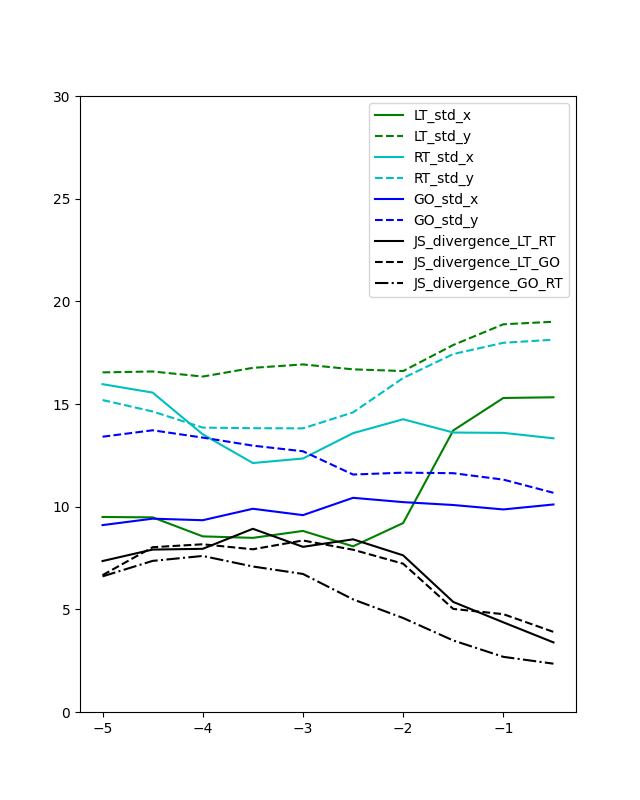 30
25
20
15
10
5
0
−5
−4
−3
−2
−1
LT_std_x
LT_std_y
RT_std_x
RT_std_y
GO_std_x
GO_std_y
JS_divergence_LT_RT
JS_divergence_LT_GO
JS_divergence_GO_RT